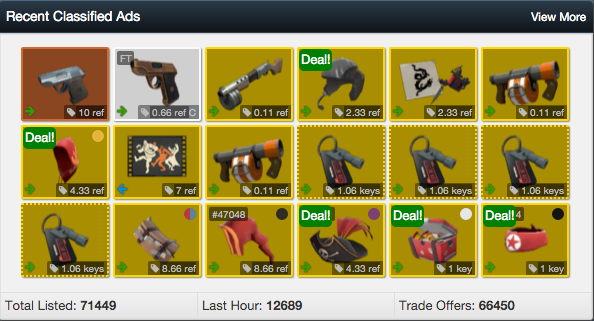 Recent Classified Ads View More
10 ref
FT
0.66 ref C
0.11 ref
Deal!
2.33 ref
2.33 ref
0.11 ref
Deal!
4.33 ref
7 ref
0.11 ref
1.06 keys
1.06 keys
1.06 keys
1.06 keys
8.66 ref
#47048
8.66 ref
Deal!
4.33 ref
Deal!
1 key
Deal!
4
1 key
Total Listed: 71449 Last Hour: 12689 Trade Offers: 66450